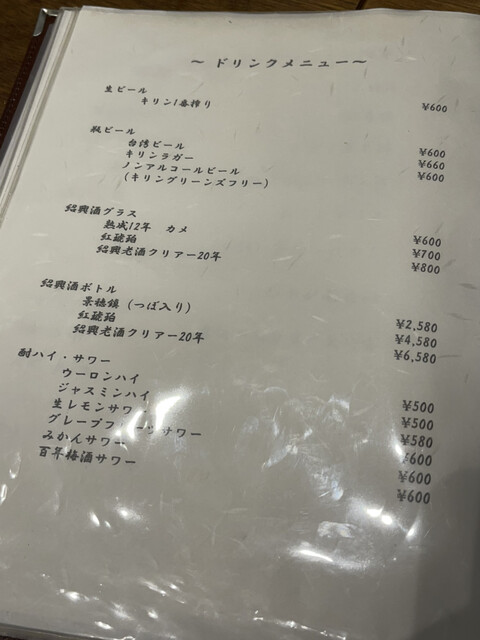 ～ ドリンクメニュー～
生ビール
キリン1番搾り ¥600
瓶ビール
台湾ビール ¥600
キリンラガー ¥660
ノンアルコールビール ¥600
(キリングリーンズフリー)
紹興酒グラス
熟成12年 カメ ¥600
紅琥珀 ¥700
紹興老酒クリアー20年 ¥800
紹興酒ボトル
景徳鎮 (つぼ入り) ¥2,580
紅琥珀 ¥4,580
紹興老酒クリアー20年 ¥6,580
酎ハイ・サワー
ウーロンハイ ¥500
ジャスミンハイ ¥500
生レモンサワー ¥580
グレープフルーツサワー ¥600
みかんサワー ¥600
百年梅酒サワー ¥600